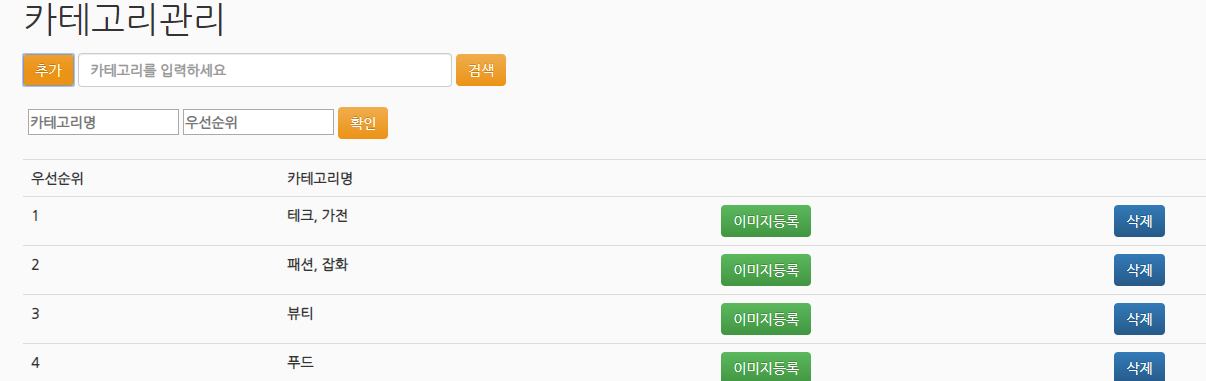 카테고리관리
추가 카테고리를 입력하세요 검색
카테고리명 우선순위 확인
우선순위 카테고리명
1 테크, 가전 이미지등록 삭제
2 패션, 잡화 이미지등록 삭제
3 뷰티 이미지등록 삭제
4 푸드 이미지등록 삭제